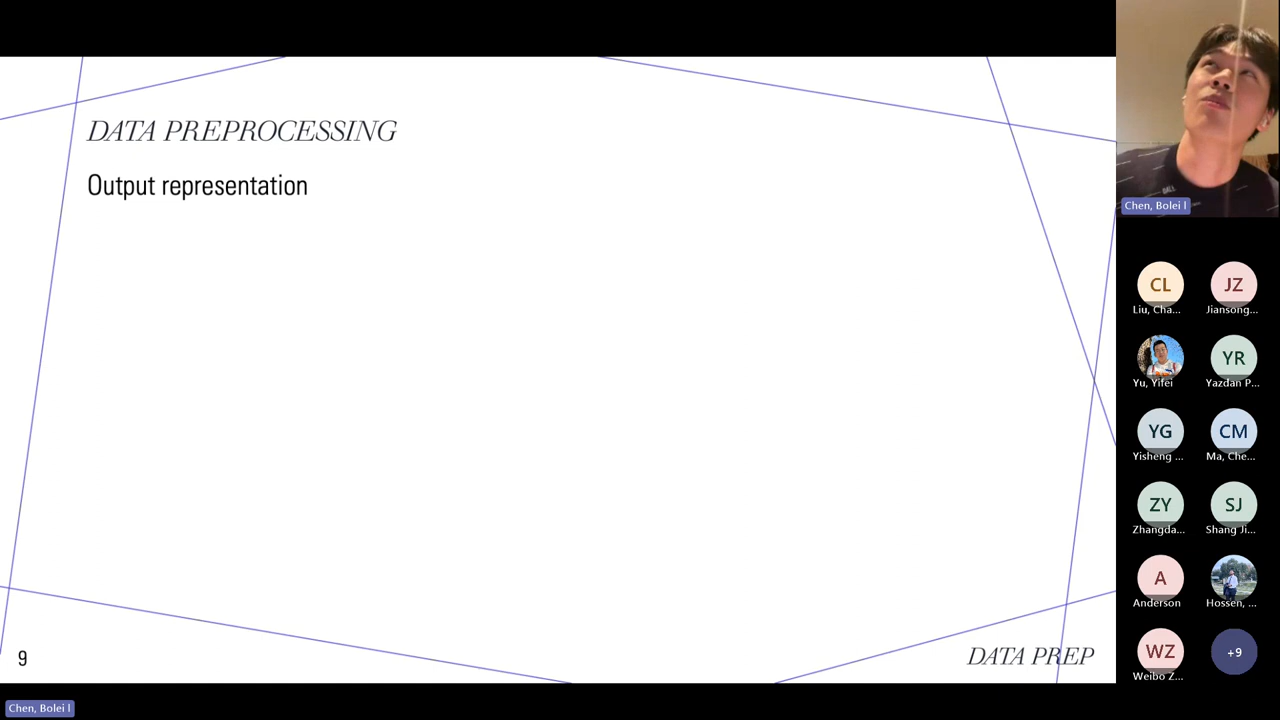 DATA PREPROCESSING
Output representation
9
DATA PREP
Chen, Bolei l
Chen, Bolei l
CL
Liu, Cha...
JZ
Jiansong...
Yu, Yifei
YR
Yazdan P...
YG
Yisheng ...
CM
Ma, Che...
ZY
Zhangda...
SJ
Shang Ji...
A
Anderson
Hossen, ...
WZ
Weibo Z...
+9